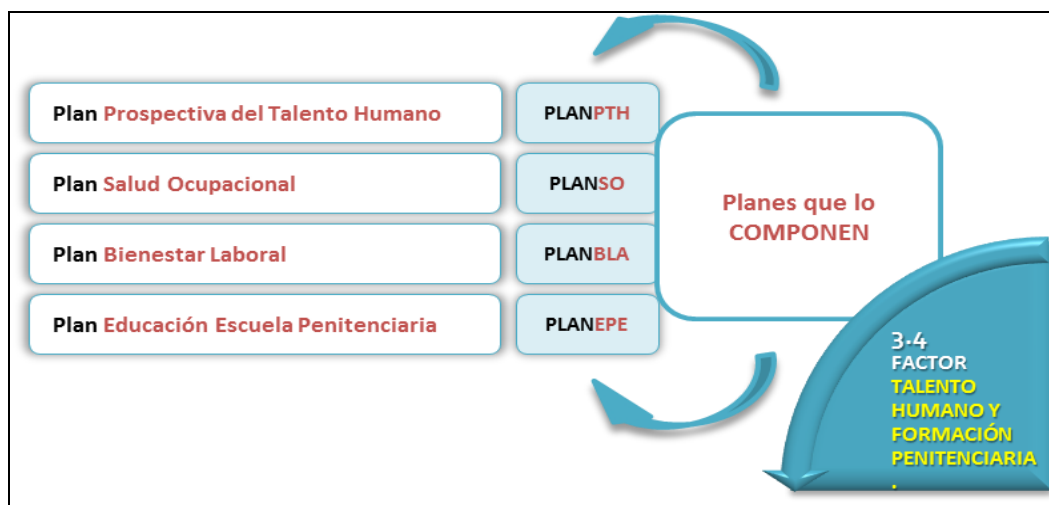 Plan Prospectiva del Talento Humano
PLANPTH
Plan Salud Ocupacional
PLANSO
Plan Bienestar Laboral
PLANBLA
Plan Educación Escuela Penitenciaria
PLANEPE
Planes que lo
COMPONEN
3.4
FACTOR
TALENTO
HUMANO Y
FORMACIÓN
PENITENCIARIA
.